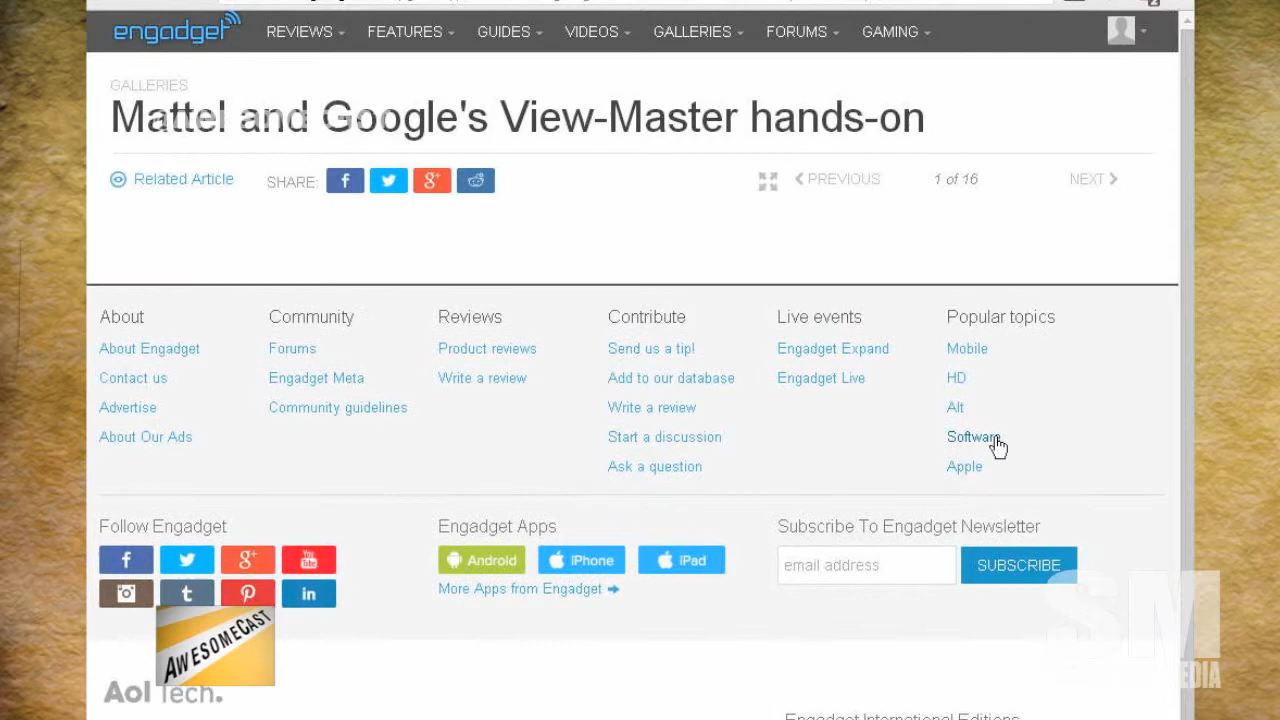 engadget REVIEWS FEATURES GUIDES VIDEOS GALLERIES FORUMS GAMING
GALLERIES
Mattel and Google's View-Master hands-on
Related Article SHARE: PREVIOUS 1 of 16 NEXT
About Community Reviews Contribute Live events Popular topics
About Engadget Forums Product reviews Send us a tip! Engadget Expand Mobile
Contact us Engadget Meta Write a review Add to our database Engadget Live HD
Advertise Community guidelines Write a review Alt
About Our Ads Start a discussion Software
Ask a question Apple
Follow Engadget Engadget Apps Subscribe To Engadget Newsletter
Android iPhone iPad email address SUBSCRIBE
More Apps from Engadget
AWESOMECAST
SM
Aol Tech.
Engadget International Editions